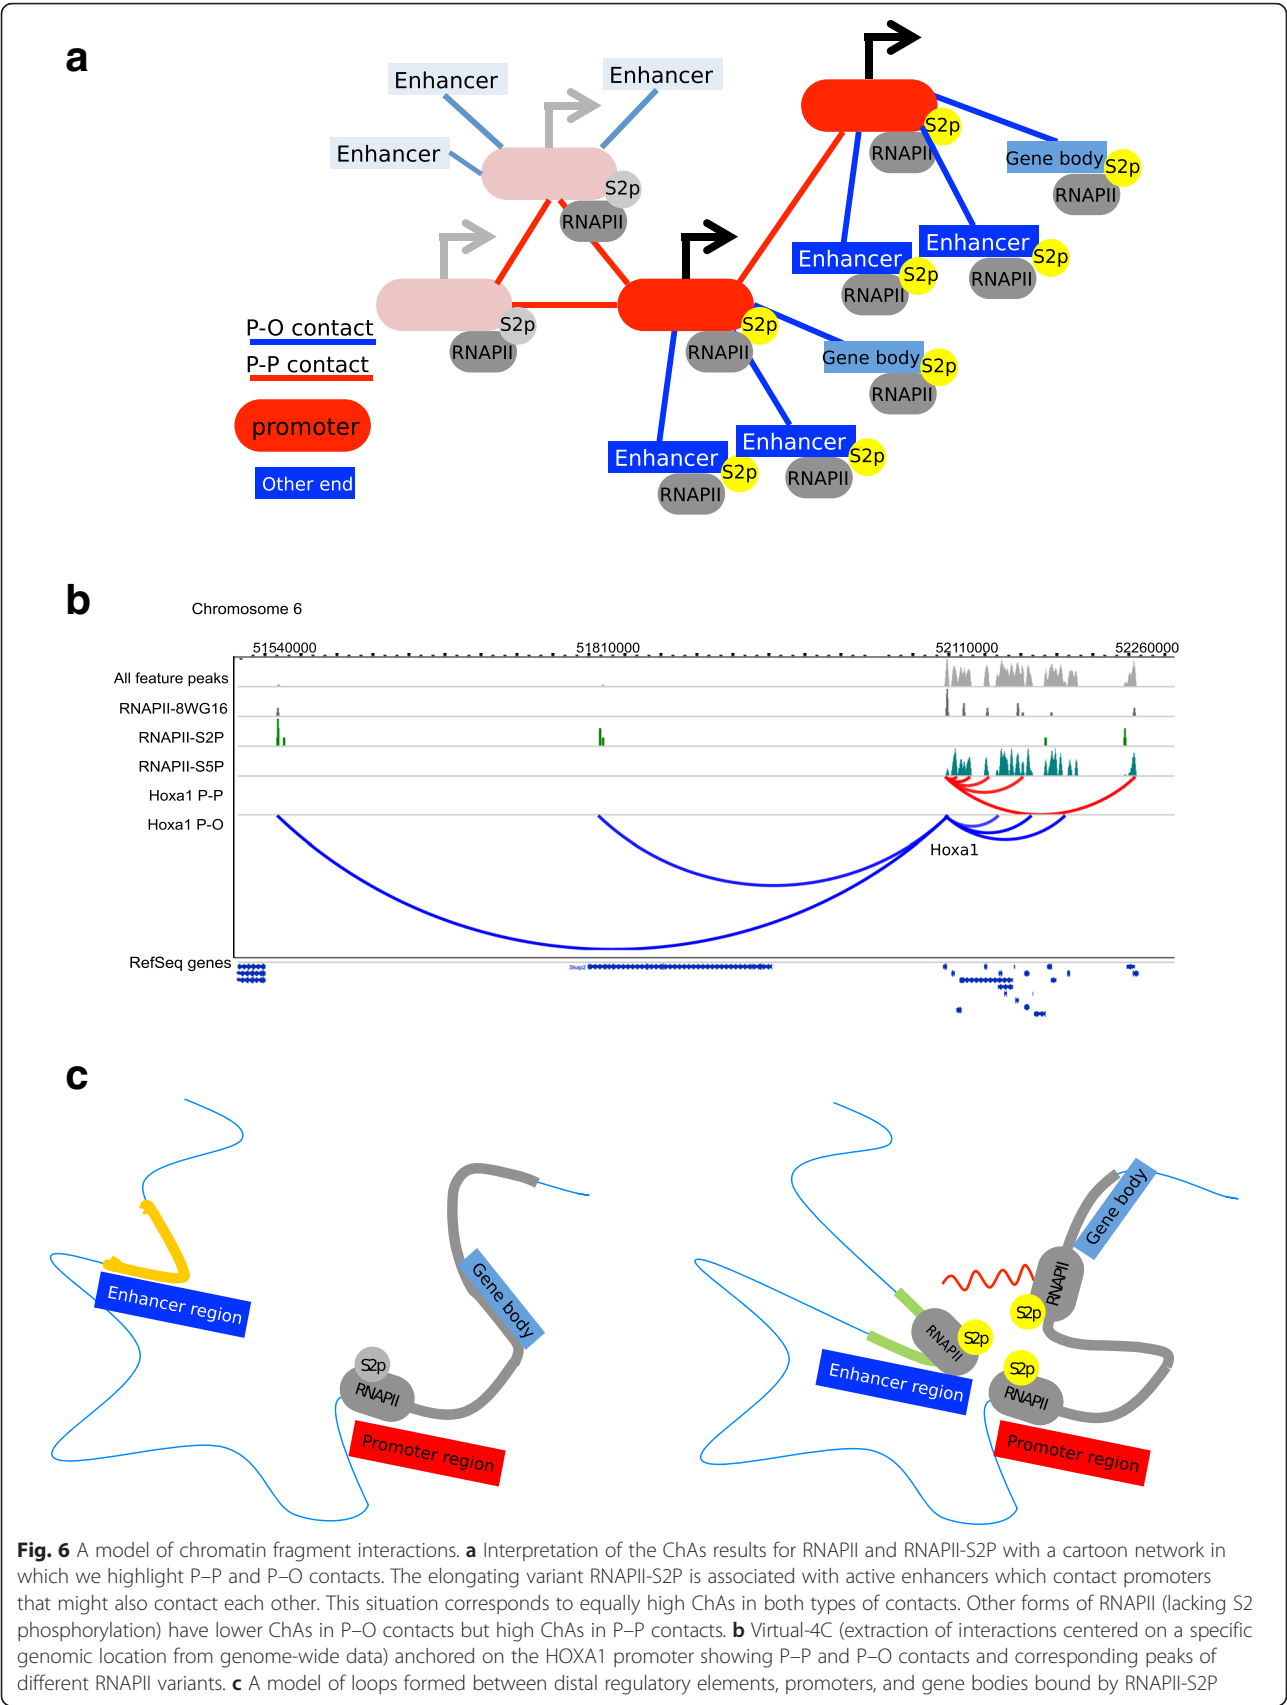 a
Enhancer
Enhancer
Enhancer
S2p
RNAPII
S2p
RNAPII
Gene body
S2p
RNAPII
Enhancer
S2p
RNAPII
Enhancer
S2p
RNAPII
S2p
RNAPII
S2p
RNAPII
Gene body
S2p
RNAPII
Enhancer
S2p
RNAPII
Enhancer
S2p
RNAPII
P-O contact
P-P contact
promoter
Other end
b
Chromosome 6
51540000 51810000 52110000 52260000
All feature peaks
RNAPII-8WG16
RNAPII-S2P
RNAPII-S5P
Hoxa1 P-P
Hoxa1 P-O
Hoxa1
RefSeq genes
Skap2
c
Enhancer region
Gene body
S2p
RNAPII
Promoter region
Gene body
RNAPII
S2p
RNAPII
S2p
Enhancer region
S2p
RNAPII
Promoter region
Fig. 6 A model of chromatin fragment interactions. a Interpretation of the ChAs results for RNAPII and RNAPII-S2P with a cartoon network in
which we highlight P–P and P–O contacts. The elongating variant RNAPII-S2P is associated with active enhancers which contact promoters
that might also contact each other. This situation corresponds to equally high ChAs in both types of contacts. Other forms of RNAPII (lacking S2
phosphorylation) have lower ChAs in P–O contacts but high ChAs in P–P contacts. b Virtual-4C (extraction of interactions centered on a specific
genomic location from genome-wide data) anchored on the HOXA1 promoter showing P–P and P–O contacts and corresponding peaks of
different RNAPII variants. c A model of loops formed between distal regulatory elements, promoters, and gene bodies bound by RNAPII-S2P